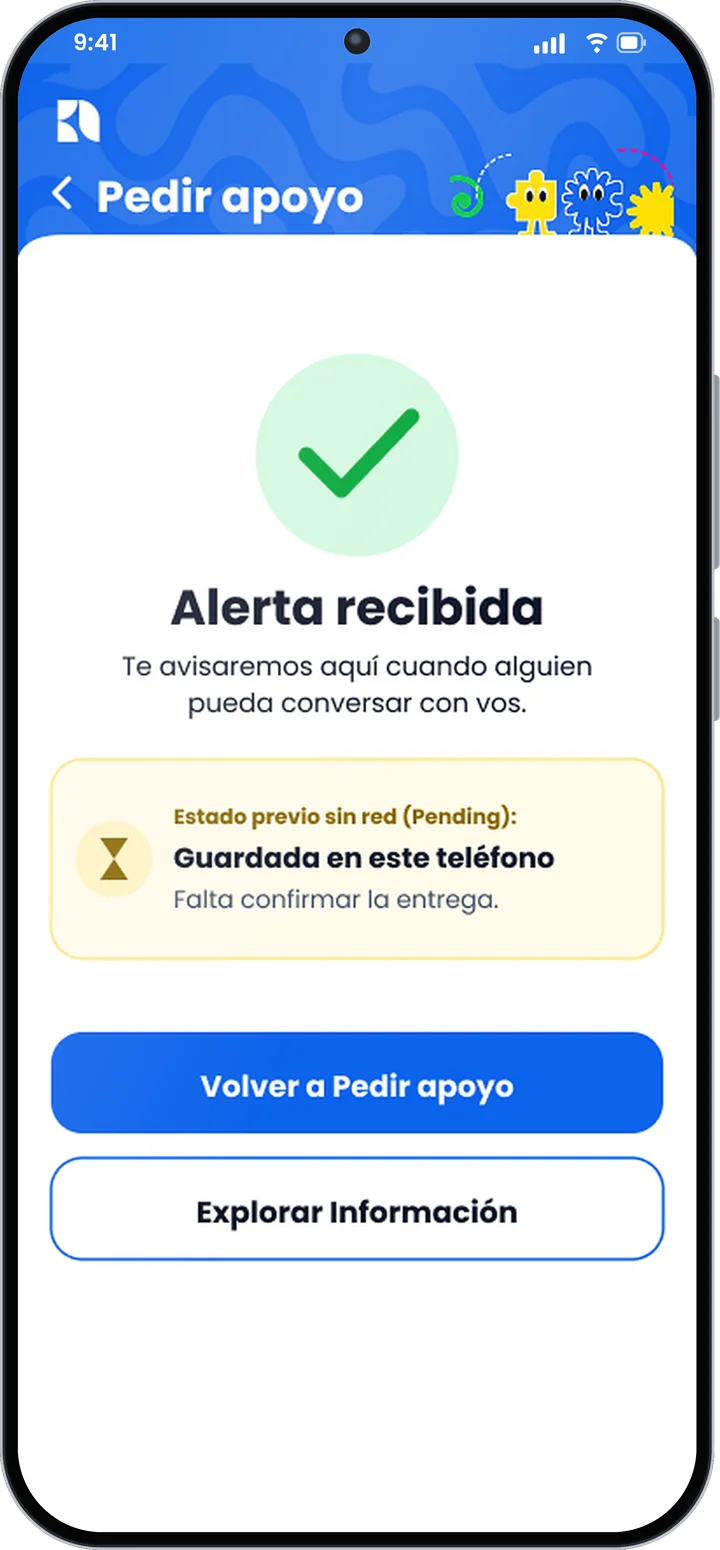 9:41
Pedir apoyo
Alerta recibida
Te avisaremos aquí cuando alguien
pueda conversar con vos.
Estado previo sin red (Pending):
Guardada en este teléfono
Falta confirmar la entrega.
Volver a Pedir apoyo
Explorar Información